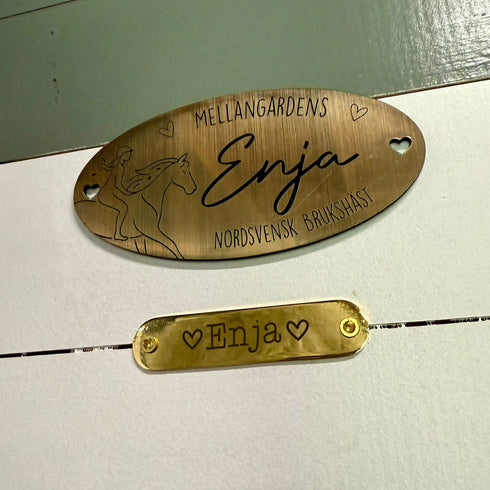 MELLANGÅRDENS
Enja
NORDSVENSK BRUKSHÄST
♡Enja♡